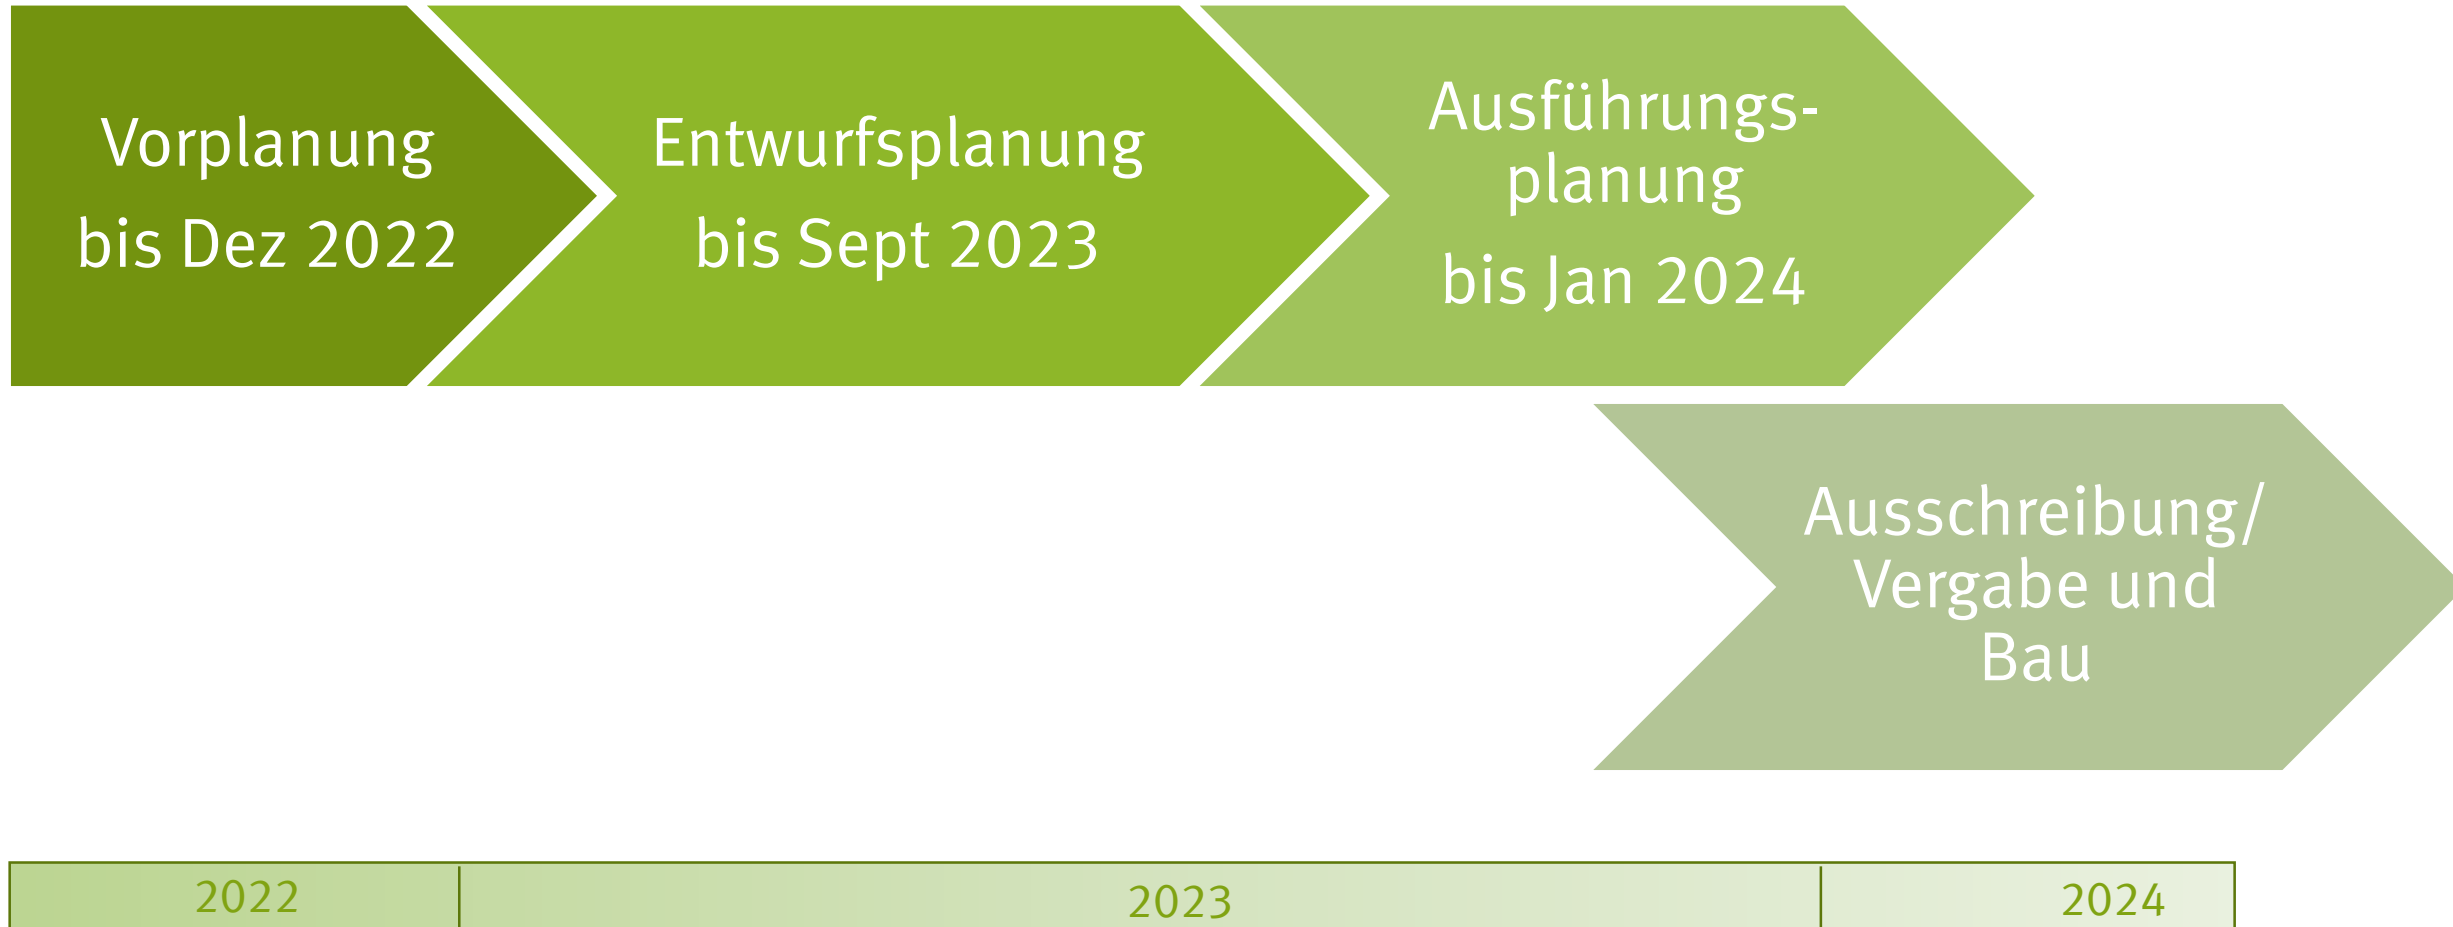 Vorplanung
bis Dez 2022
Entwurfsplanung
bis Sept 2023
Ausführungs-
planung
bis Jan 2024
Ausschreibung/
Vergabe und
Bau
2022
2023
2024